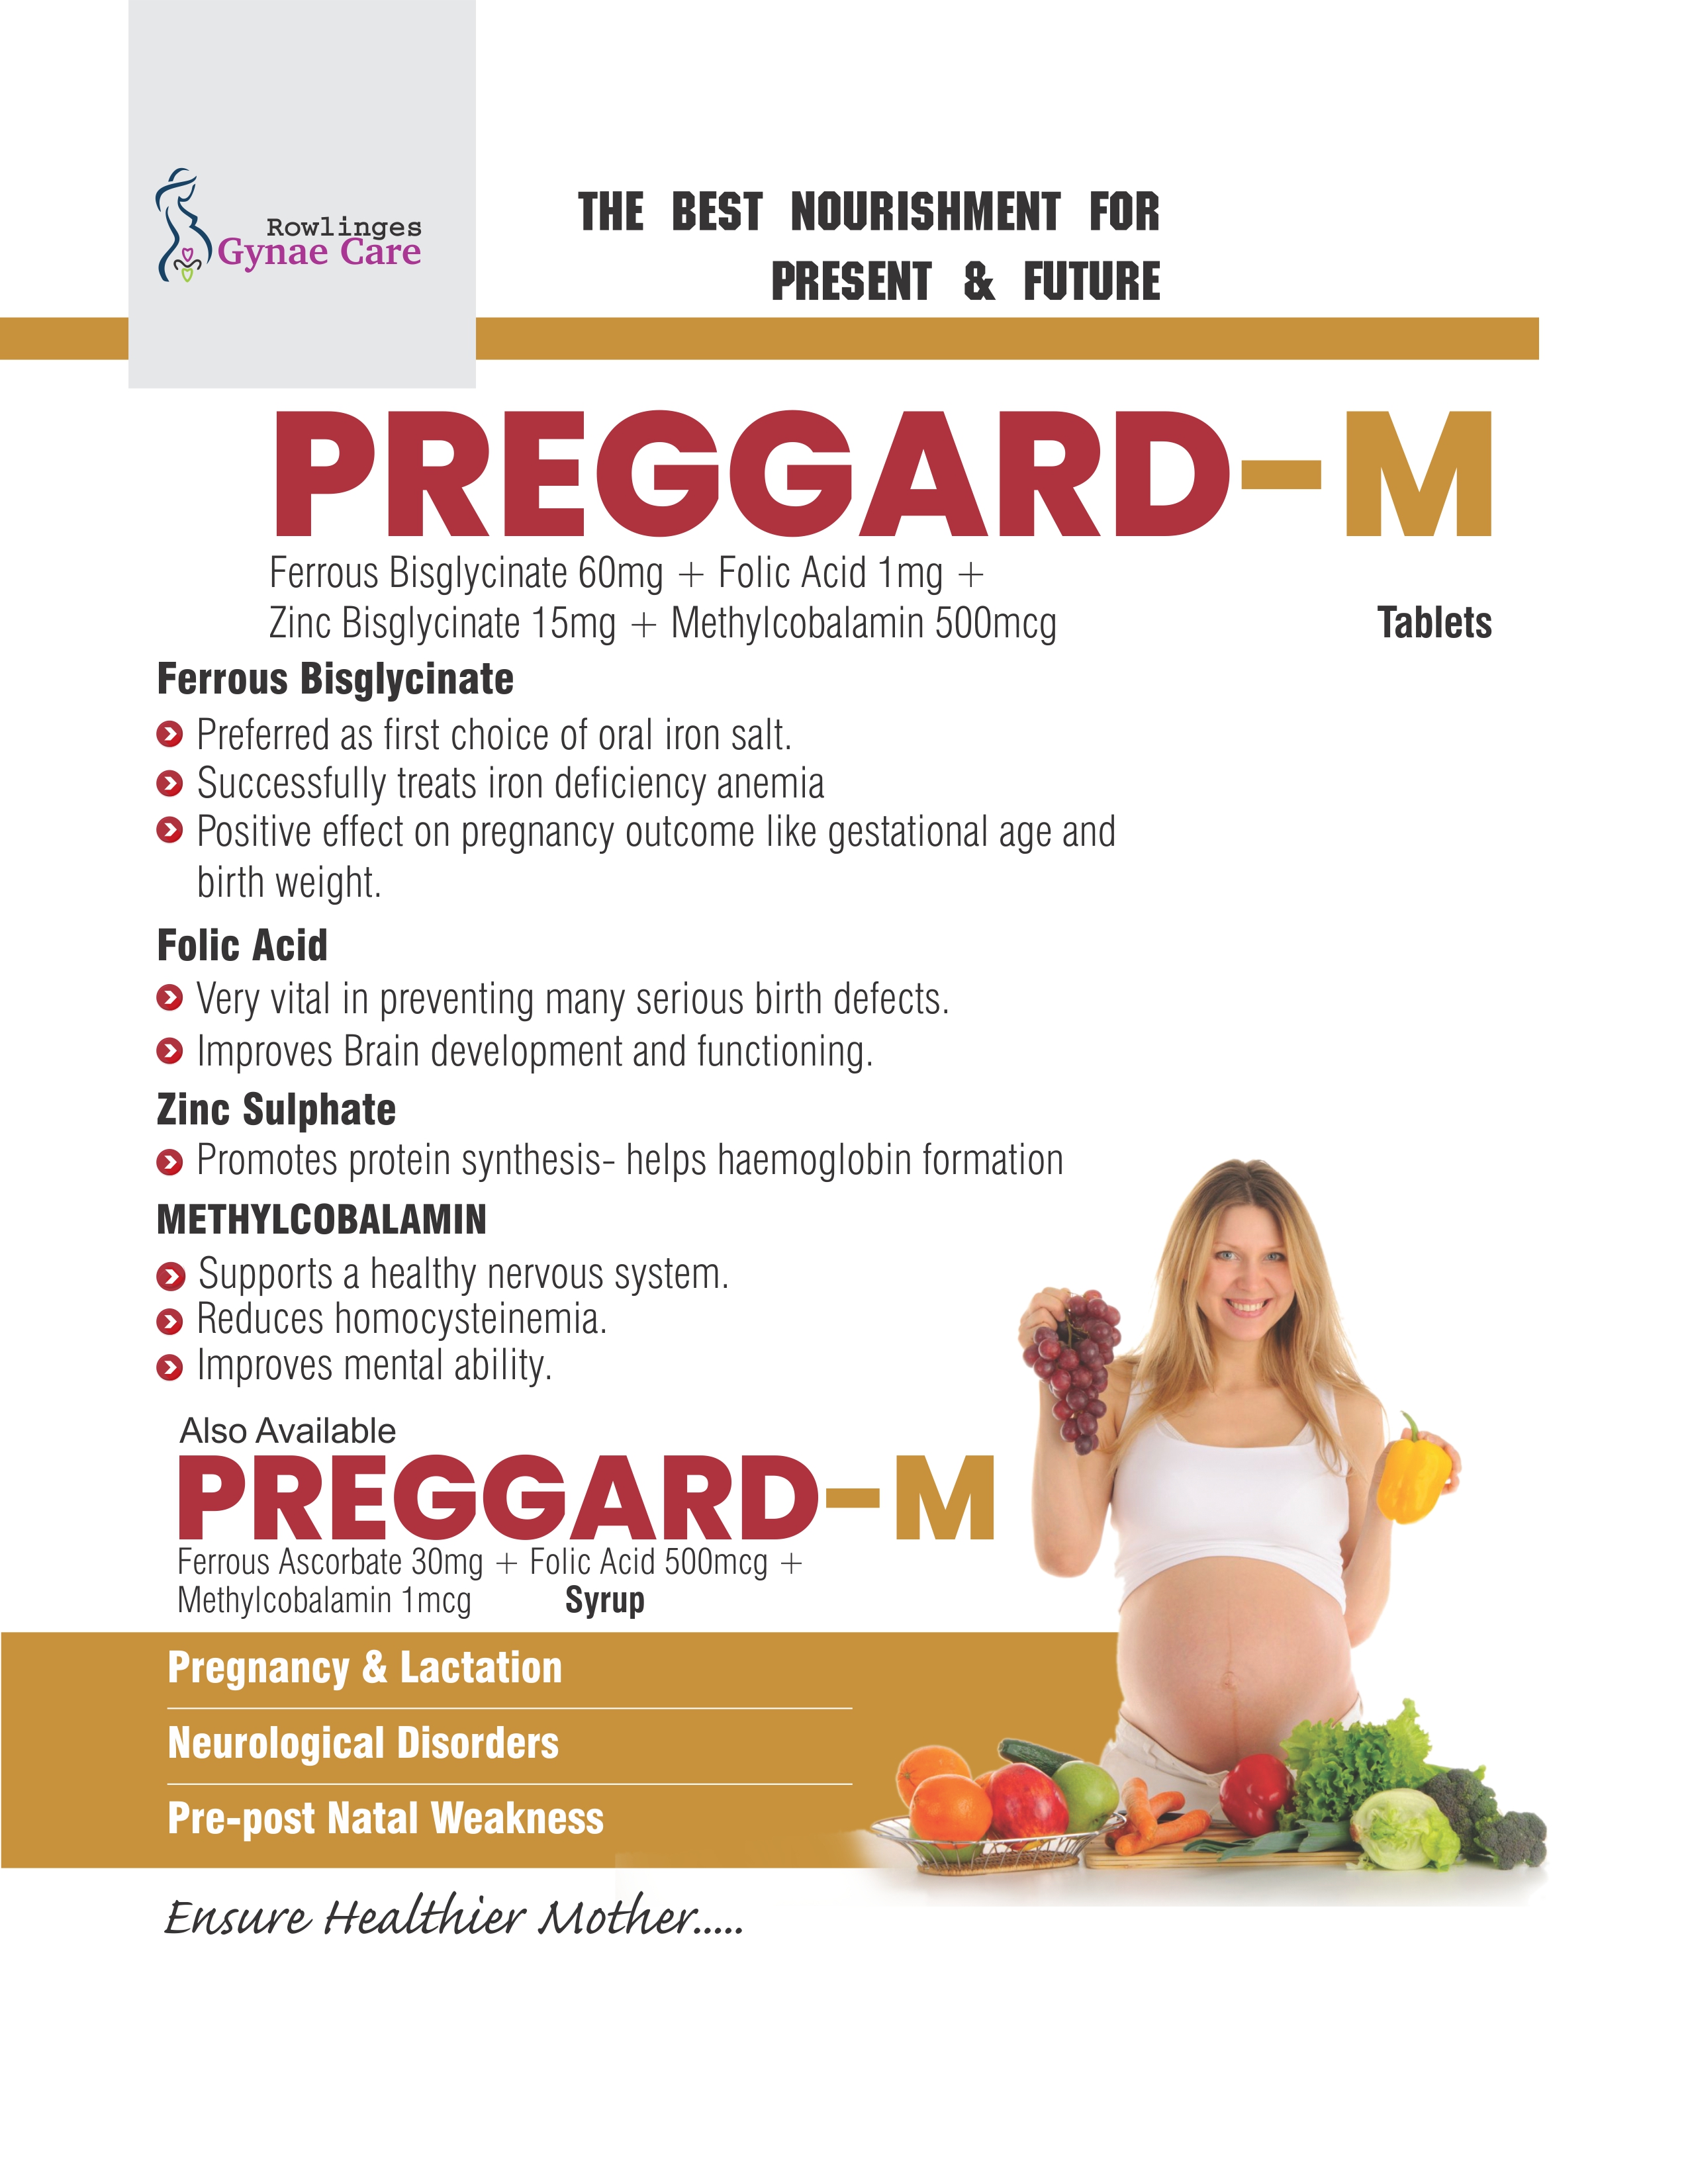 Rowlinges
Gynae Care
THE BEST NOURISHMENT FOR
PRESENT & FUTURE
PREGGARD-M
Ferrous Bisglycinate 60mg + Folic Acid 1mg +
Zinc Bisglycinate 15mg + Methylcobalamin 500mcg
Tablets
Ferrous Bisglycinate
Preferred as first choice of oral iron salt.
Successfully treats iron deficiency anemia
Positive effect on pregnancy outcome like gestational age and
birth weight.
Folic Acid
Very vital in preventing many serious birth defects.
Improves Brain development and functioning.
Zinc Sulphate
Promotes protein synthesis- helps haemoglobin formation
METHYLCOBALAMIN
Supports a healthy nervous system.
Reduces homocysteinemia.
Improves mental ability.
Also Available
PREGGARD-M
Ferrous Ascorbate 30mg + Folic Acid 500mcg +
Methylcobalamin 1mcg Syrup
Pregnancy & Lactation
Neurological Disorders
Pre-post Natal Weakness
Ensure Healthier Mother.....